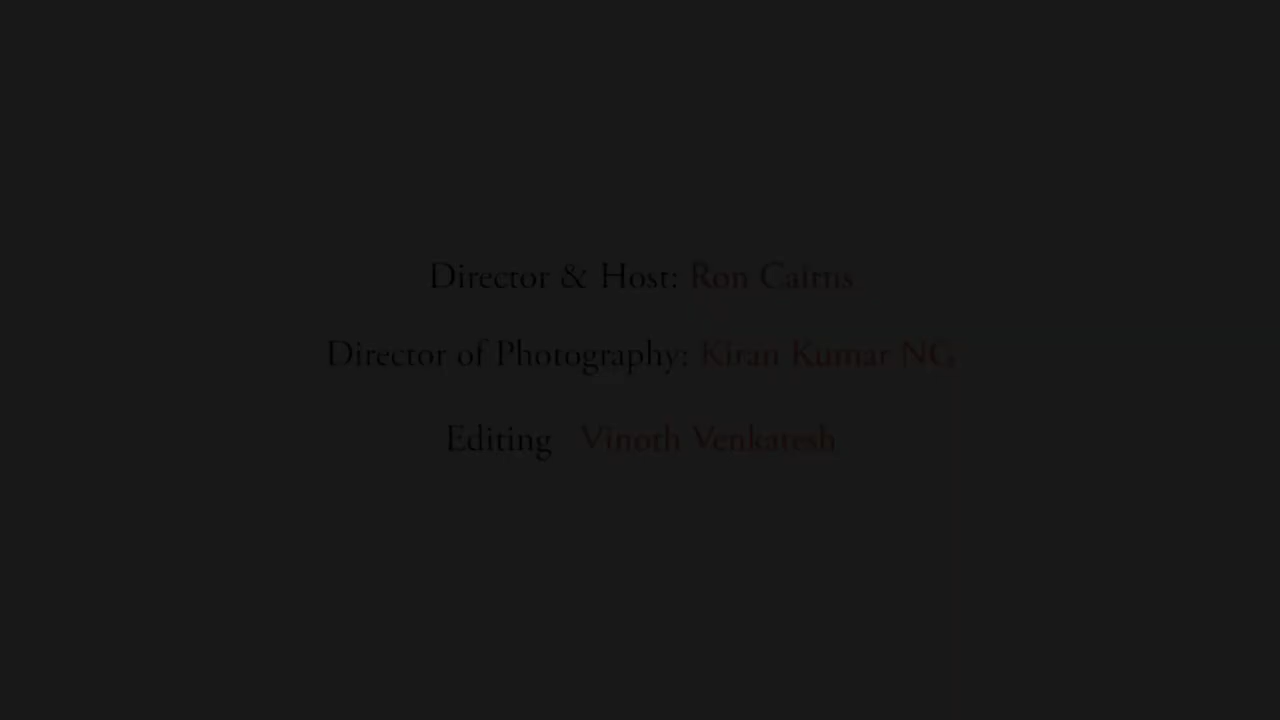 Director & Host: Ron Cairns
Director of Photography: Kiran Kumar NG
Editing Vinoth Venkatesh